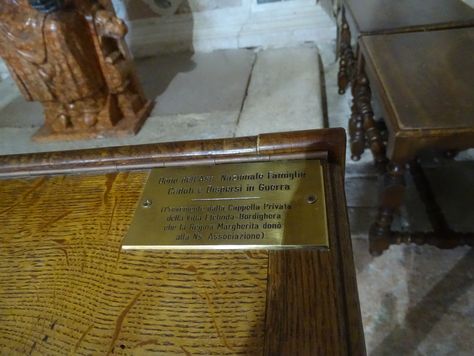 Dono dell'Ass. Nazionale Famiglie
Caduti e Dispersi in Guerra
(Proveniente dalla Cappella Privata
della Villa Etelinda-Bordighera
che la Regina Margherita donò
alla Ns. Associazione)